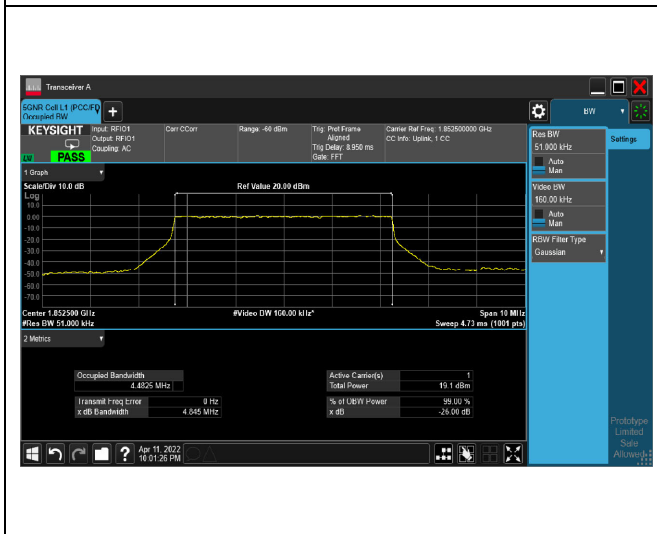 Transceiver A
5GNR Cell L1 (PCC/FD
Occupied BW
+
BW
KEYSIGHT
Input: RFIO1
Output: RFIO1
Coupling: AC
Corr CCorr
Range: -60 dBm
Trig: Pret Frame
Aligned
Trig Delay: 8.950 ms
Gate: FFT
Carrier Ref Freq: 1.852500000 GHz
CC Info: Uplink, 1 CC
PASS
Res BW
51.000 kHz
Auto
Man
Settings
Video BW
160.00 kHz
Auto
Man
RBW Filter Type
Gaussian
1 Graph
Scale/Div 10.0 dB
Ref Value 20.00 dBm
Log
10.0
0.00
-10.0
-20.0
-30.0
-40.0
-50.0
-60.0
-70.0
Center 1.852500 GHz
#Video BW 160.00 kHz*
Span 10 MHz
#Res BW 51.000 kHz
Sweep 4.73 ms (1001 pts)
2 Metrics
Occupied Bandwidth
4.4825 MHz
Active Carrier(s) 1
Total Power 19.1 dBm
Transmit Freq Error 0 Hz
x dB Bandwidth 4.845 MHz
% of OBW Power 99.00 %
x dB -26.00 dB
Prototype
Limited
Sale
Allowed
?
Apr 11, 2022
10:01:26 PM